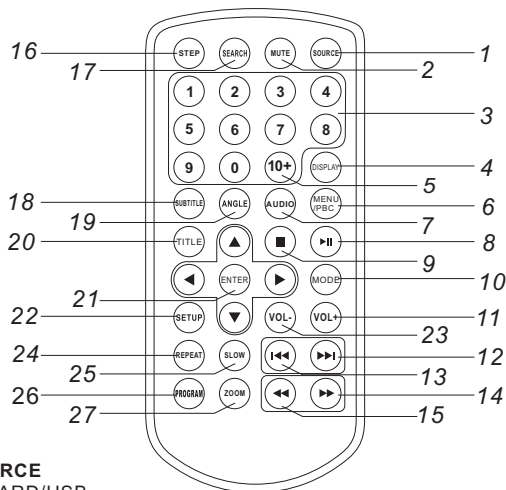 16 STEP SEARCH MUTE SOURCE 1
17 2
1 2 3 4
3
5 6 7 8
9 0 10+ DISPLAY 4
5
18 SUBTITLE ANGLE AUDIO MENU/PBC 6
19 7
20 TITLE 8
9
21 ENTER MODE 10
22 SETUP VOL- VOL+ 11
23
24 REPEAT SLOW 12
25 13
26 PROGRAM ZOOM 14
27 15
RCE
ARD/USB